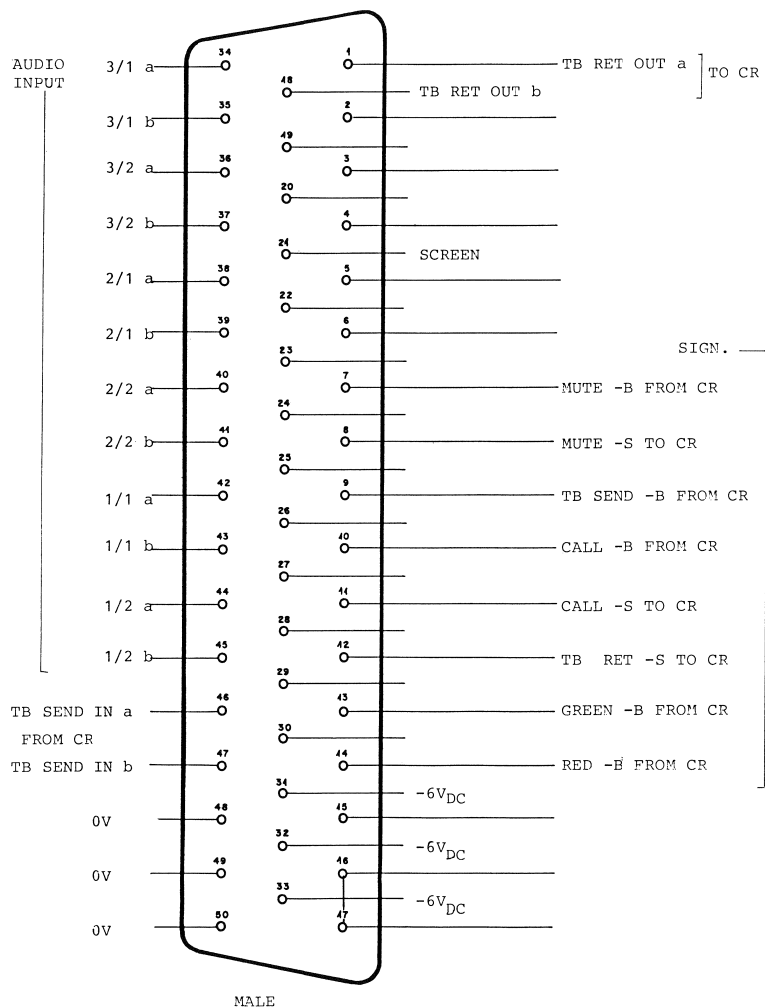 AUDIO INPUT
3/1 a 34 1 TB RET OUT a TO CR
18 TB RET OUT b
3/1 b 35 2
19
3/2 a 36 3
20
3/2 b 37 4
21 SCREEN
2/1 a 38 5
22
2/1 b 39 6
23 SIGN.
2/2 a 40 7 MUTE -B FROM CR
24
2/2 b 41 8 MUTE -S TO CR
25
1/1 a 42 9 TB SEND -B FROM CR
26
1/1 b 43 10 CALL -B FROM CR
27
1/2 a 44 11 CALL -S TO CR
28
1/2 b 45 12 TB RET -S TO CR
29
TB SEND IN a 46 13 GREEN -B FROM CR
FROM CR 30
TB SEND IN b 47 14 RED -B FROM CR
31 -6VDC
0V 48 15
32 -6VDC
0V 49 16
33 -6VDC
0V 50 17
MALE